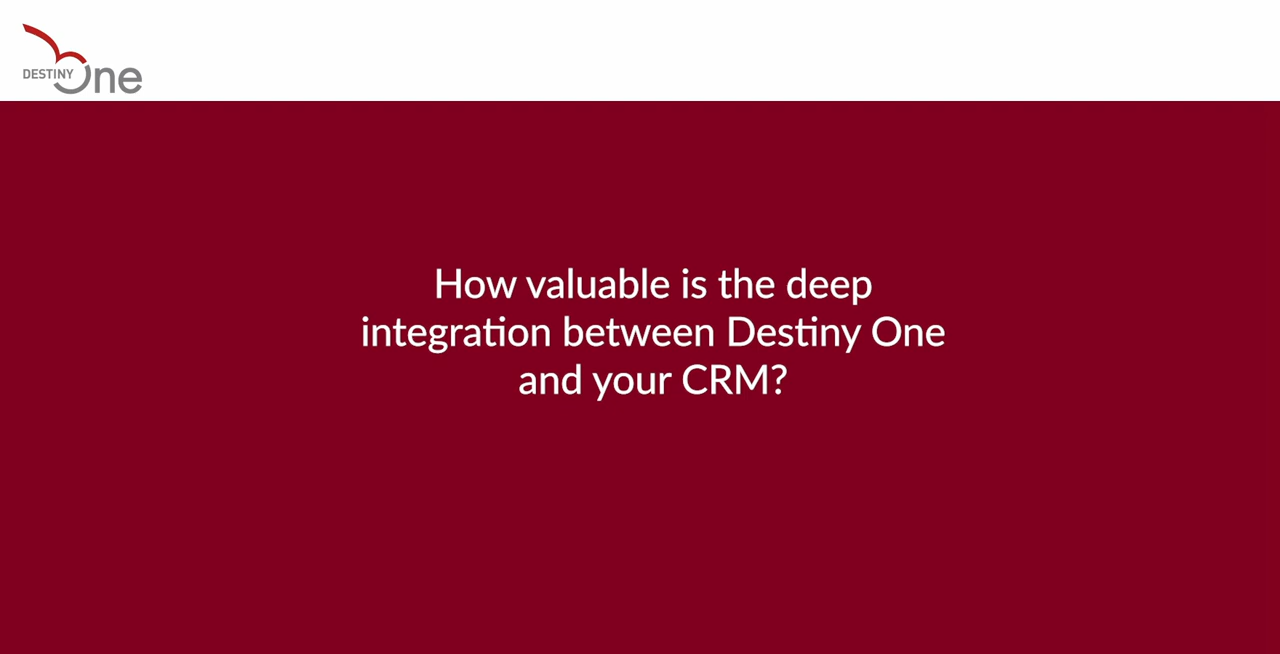 DESTINY One
How valuable is the deep
integration between Destiny One
and your CRM?